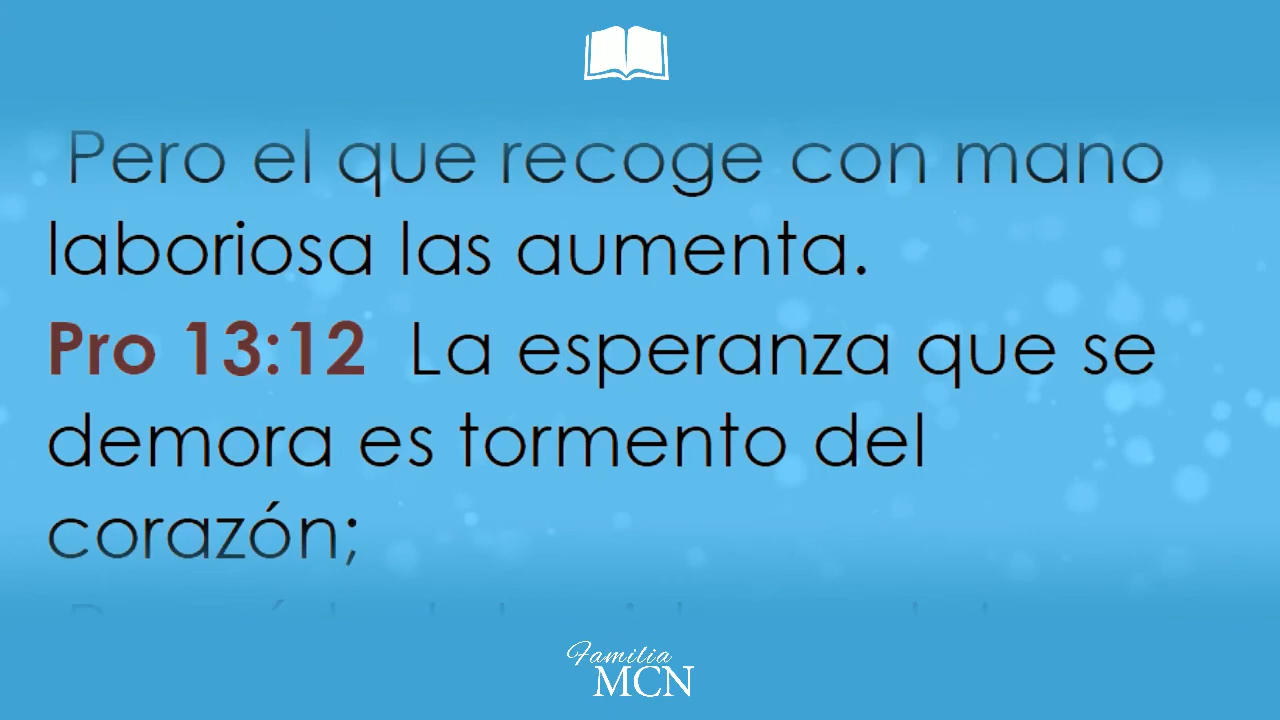 Pero el que recoge con mano
laboriosa las aumenta.
Pro 13:12 La esperanza que se
demora es tormento del
corazón;
Familia
MCN